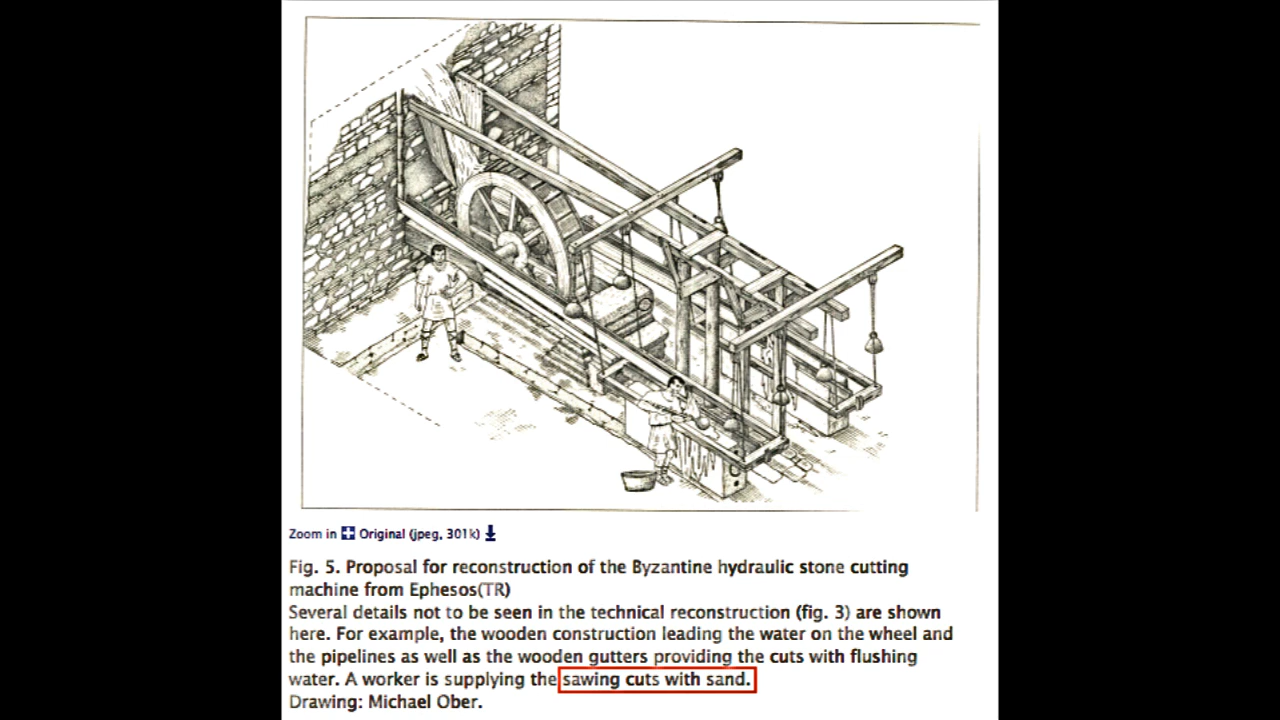 Zoom in Original (jpeg, 301k)
Fig. 5. Proposal for reconstruction of the Byzantine hydraulic stone cutting
machine from Ephesos(TR)
Several details not to be seen in the technical reconstruction (fig. 3) are shown
here. For example, the wooden construction leading the water on the wheel and
the pipelines as well as the wooden gutters providing the cuts with flushing
water. A worker is supplying the sawing cuts with sand.
Drawing: Michael Ober.